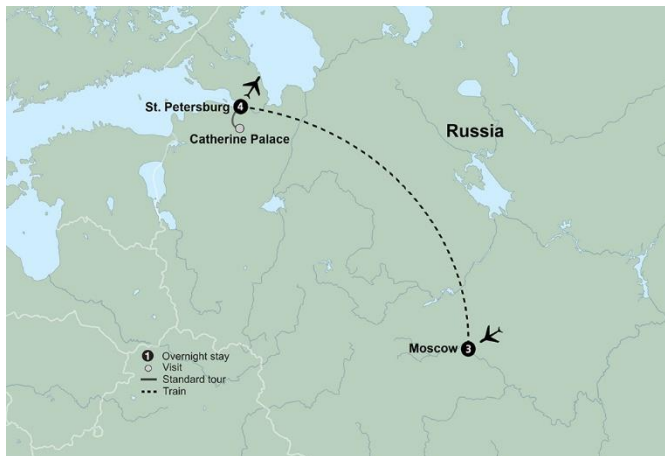 St. Petersburg 4
Catherine Palace
Russia
Moscow 3
1 Overnight stay
Visit
Standard tour
Train